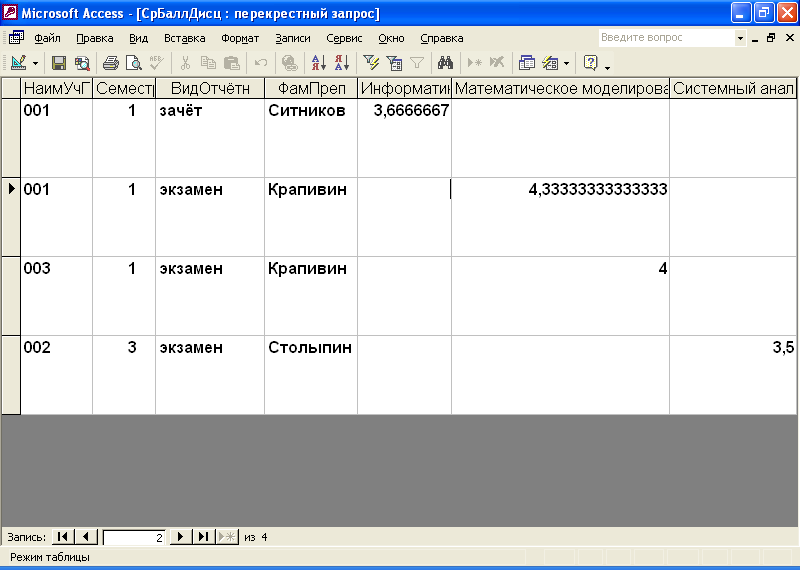 Microsoft Access - [СрБаллДисц : перекрестный запрос]
Файл Правка Вид Вставка Формат Записи Сервис Окно Справка Введите вопрос
НаимУчГ Семестр ВидОтчётн ФамПреп Информатик Математическое моделирова Системный анал
001 1 зачёт Ситников 3,6666667
001 1 экзамен Крапивин 4,33333333333333
003 1 экзамен Крапивин 4
002 3 экзамен Столыпин 3,5
Запись: 2 из 4
Режим таблицы